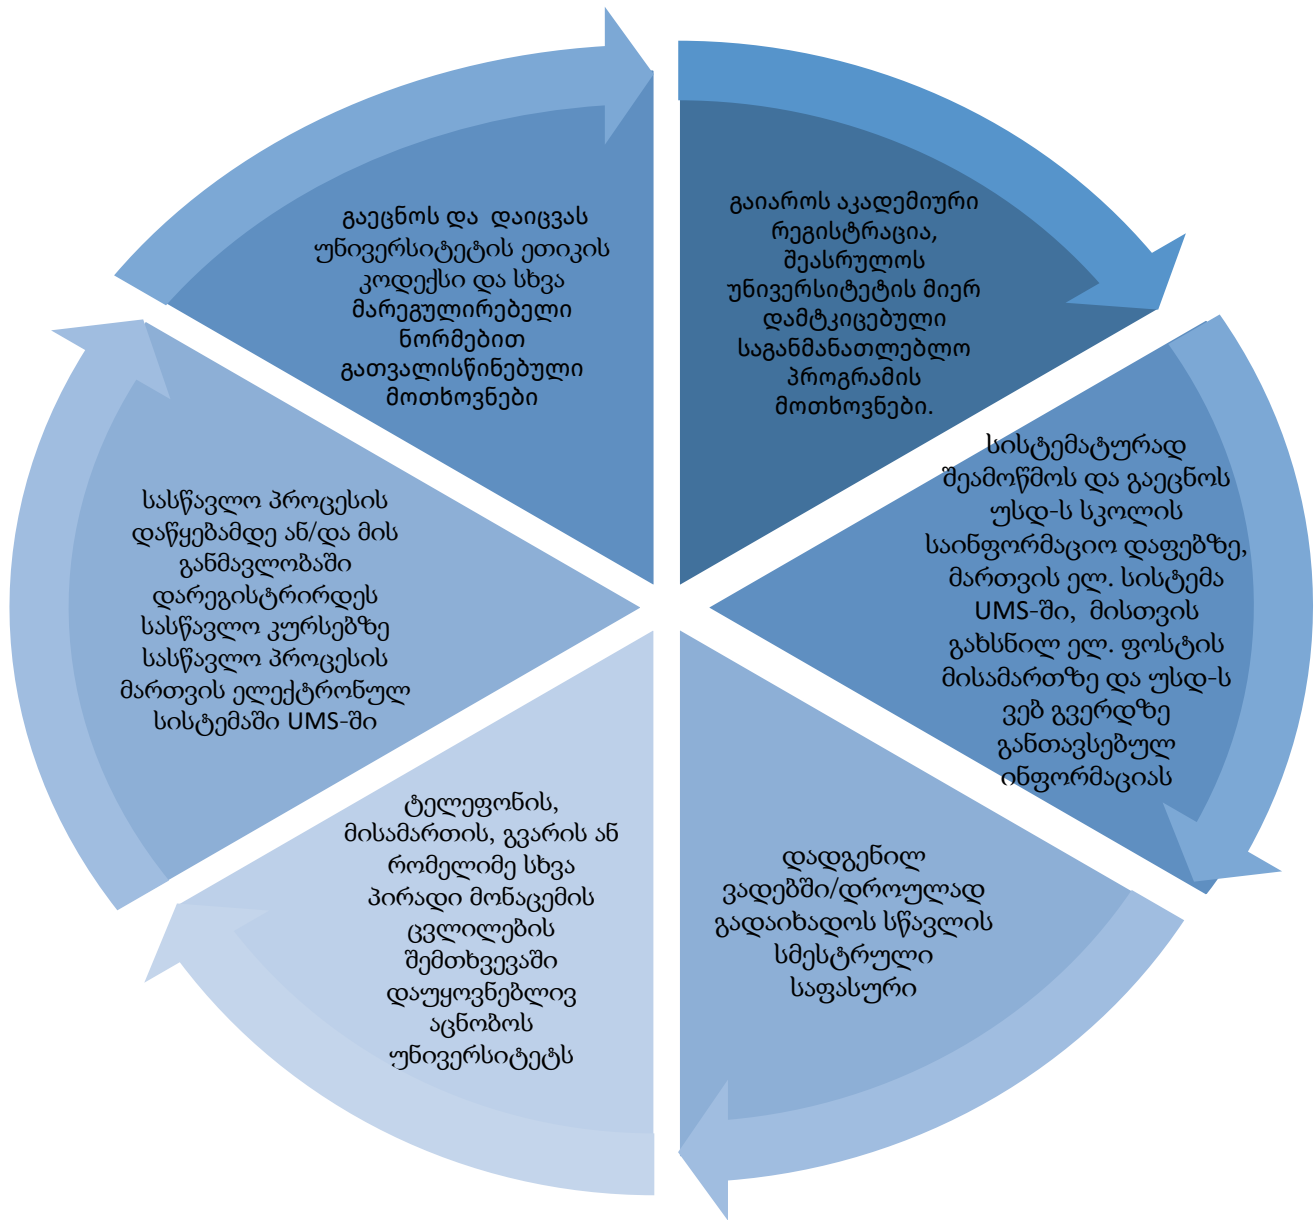 გაიაროს აკადემიური
რეგისტრაცია,
შეასრულოს
უნივერსიტეტის მიერ
დამტკიცებული
საგანმანათლებლო
პროგრამის
მოთხოვნები.
სისტემატურად
შეამოწმოს და გაეცნოს
უსდ-ს სკოლის
საინფორმაციო დაფებზე,
მართვის ელ. სისტემა
UMS-ში, მისთვის
გახსნილ ელ. ფოსტის
მისამართზე და უსდ-ს
ვებ გვერდზე
განთავსებულ
ინფორმაციას
დადგენილ
ვადებში/დროულად
გადაიხადოს სწავლის
სმესტრული
საფასური
ტელეფონის,
მისამართის, გვარის ან
რომელიმე სხვა
პირადი მონაცემის
ცვლილების
შემთხვევაში
დაუყოვნებლივ
აცნობოს
უნივერსიტეტს
სასწავლო პროცესის
დაწყებამდე ან/და მის
განმავლობაში
დარეგისტრირდეს
სასწავლო კურსებზე
სასწავლო პროცესის
მართვის ელექტრონულ
სისტემაში UMS-ში
გაეცნოს და დაიცვას
უნივერსიტეტის ეთიკის
კოდექსი და სხვა
მარეგულირებელი
ნორმებით
გათვალისწინებული
მოთხოვნები